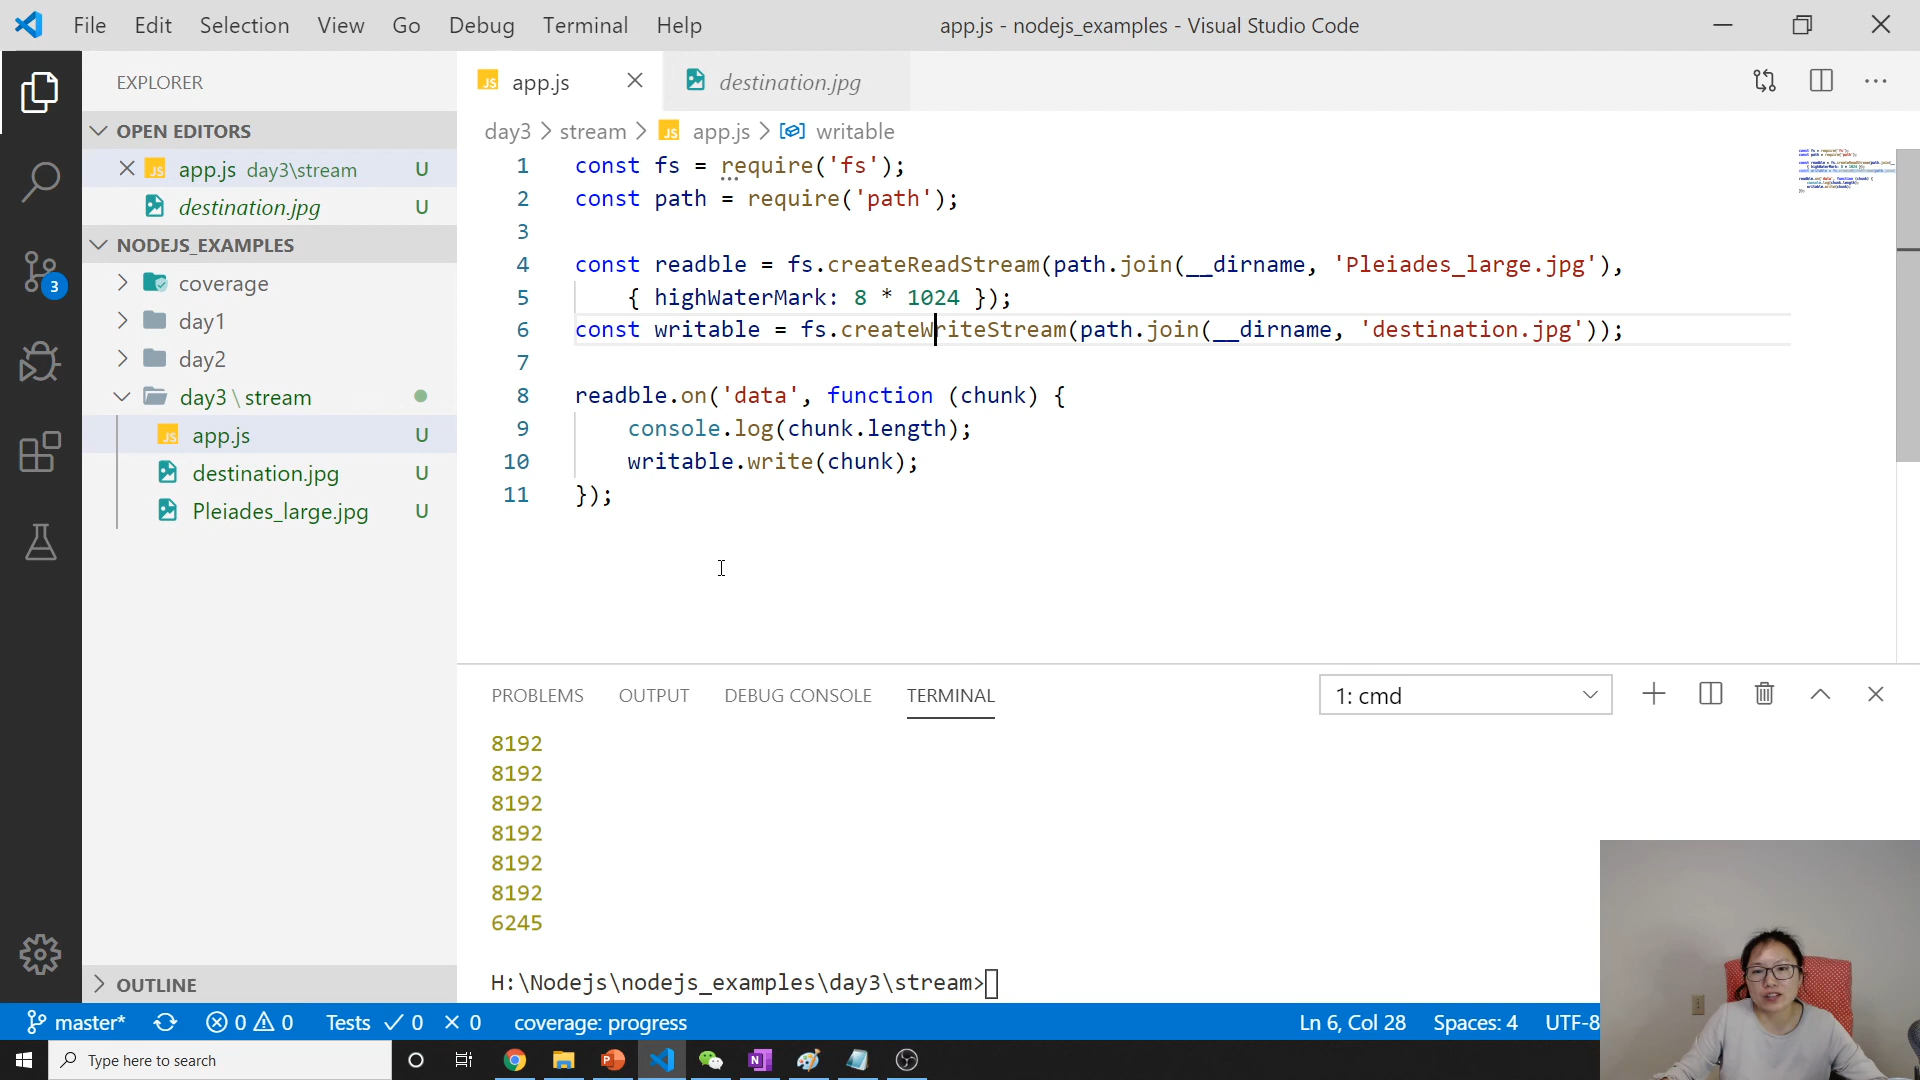 File Edit Selection View Go Debug Terminal Help
app.js - nodejs_examples - Visual Studio Code
EXPLORER
OPEN EDITORS
app.js day3\stream U
destination.jpg U
NODEJS_EXAMPLES
coverage
day1
day2
day3 \ stream
app.js U
destination.jpg U
Pleiades_large.jpg U
OUTLINE
3
app.js
destination.jpg
day3 > stream > JS app.js > writable
1 const fs = require('fs');
2 const path = require('path');
3
4 const readble = fs.createReadStream(path.join(__dirname, 'Pleiades_large.jpg'),
5 { highWaterMark: 8 * 1024 });
6 const writable = fs.createWriteStream(path.join(__dirname, 'destination.jpg'));
7
8 readble.on('data', function (chunk) {
9 console.log(chunk.length);
10 writable.write(chunk);
11 });
PROBLEMS OUTPUT DEBUG CONSOLE TERMINAL
1: cmd
8192
8192
8192
8192
8192
8192
6245
H:\Nodejs\nodejs_examples\day3\stream>
master* 0 0 Tests 0 0 coverage: progress
Ln 6, Col 28 Spaces: 4 UTF-8
Type here to search